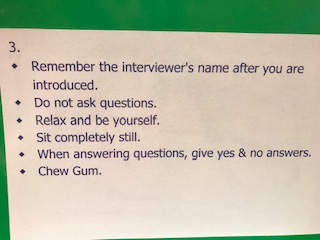 3.
• Remember the interviewer's name after you are
introduced.
• Do not ask questions.
• Relax and be yourself.
• Sit completely still.
• When answering questions, give yes & no answers.
• Chew Gum.